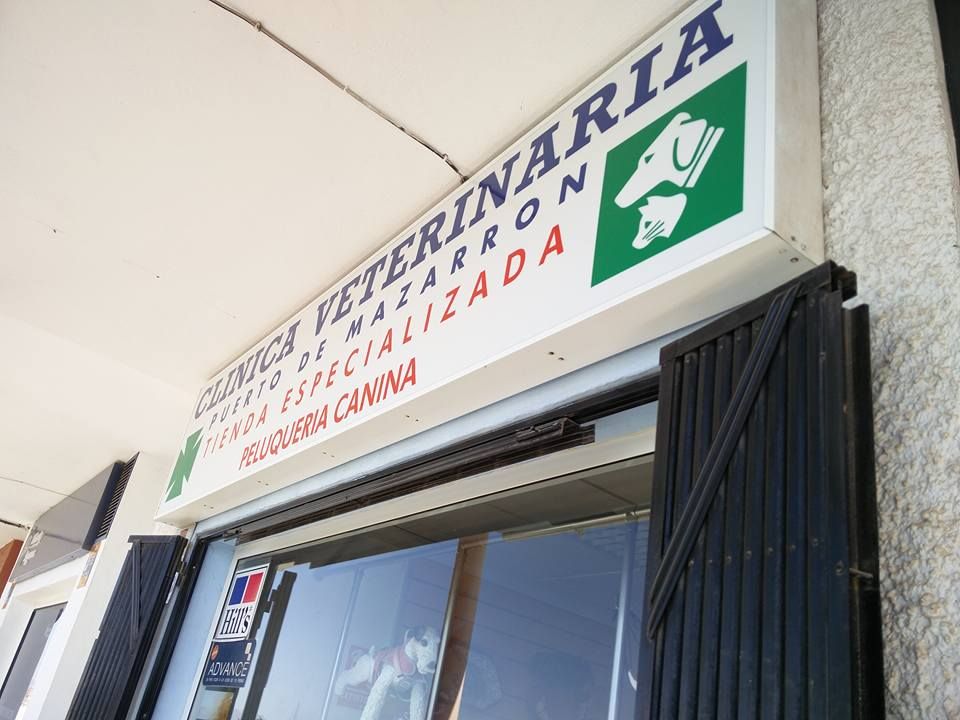 CLINICA VETERINARIA
PUERTO DE MAZARRON
TIENDA ESPECIALIZADA
PELUQUERIA CANINA
Hill's
ADVANCE